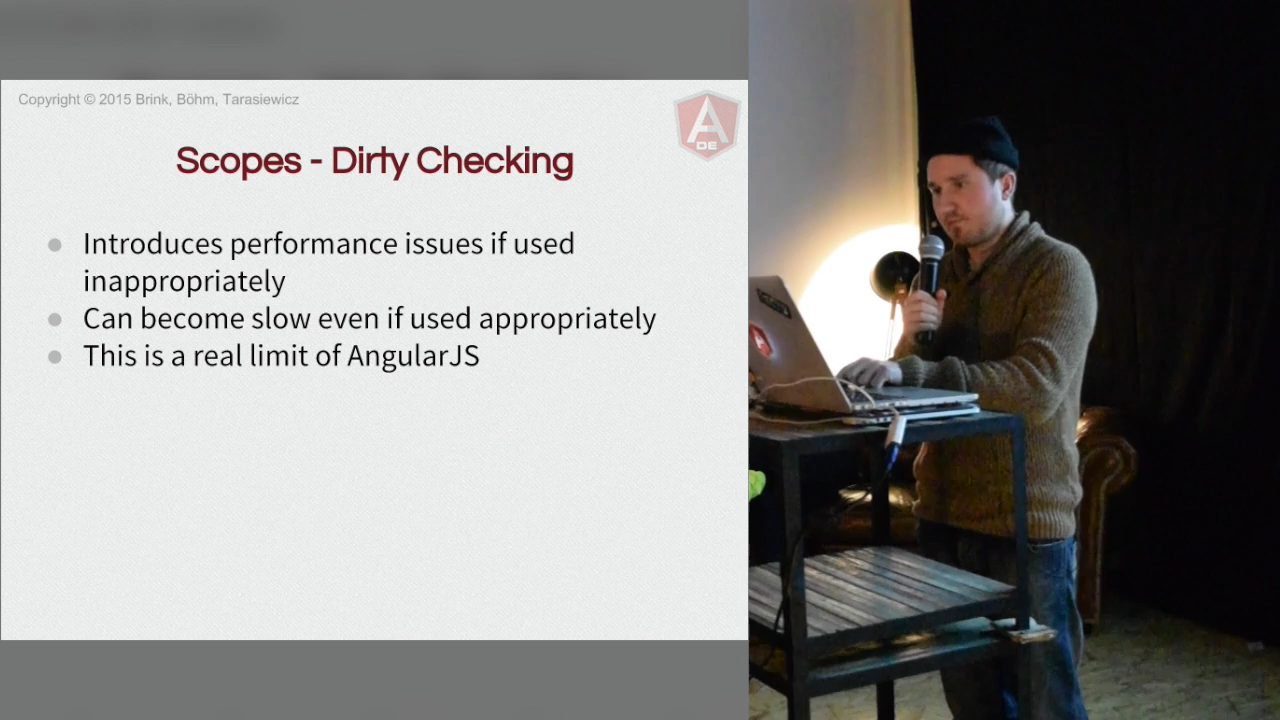 Copyright © 2015 Brink, Böhm, Tarasiewicz
A
DE
Scopes - Dirty Checking
Introduces performance issues if used
inappropriately
Can become slow even if used appropriately
This is a real limit of AngularJS